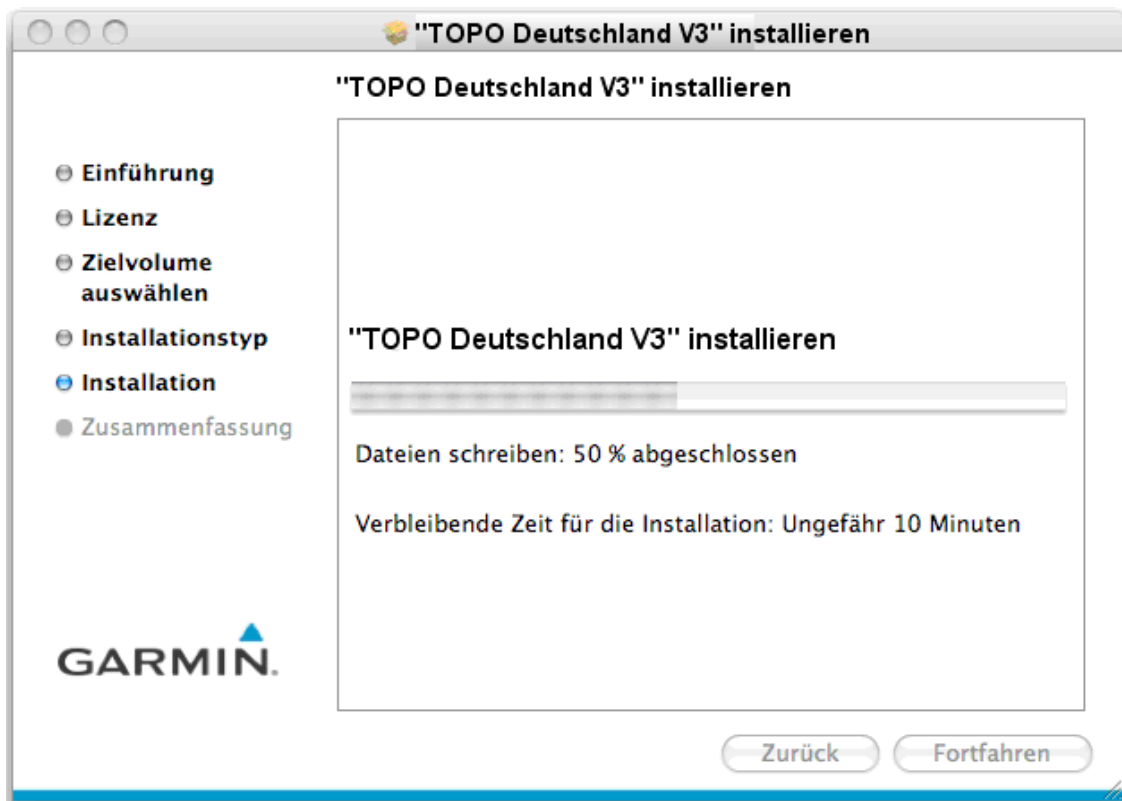 "TOPO Deutschland V3" installieren
"TOPO Deutschland V3" installieren
Einführung
Lizenz
Zielvolume
auswählen
Installationstyp
Installation
Zusammenfassung
"TOPO Deutschland V3" installieren
Dateien schreiben: 50 % abgeschlossen
Verbleibende Zeit für die Installation: Ungefähr 10 Minuten
GARMIN.
Zurück
Fortfahren